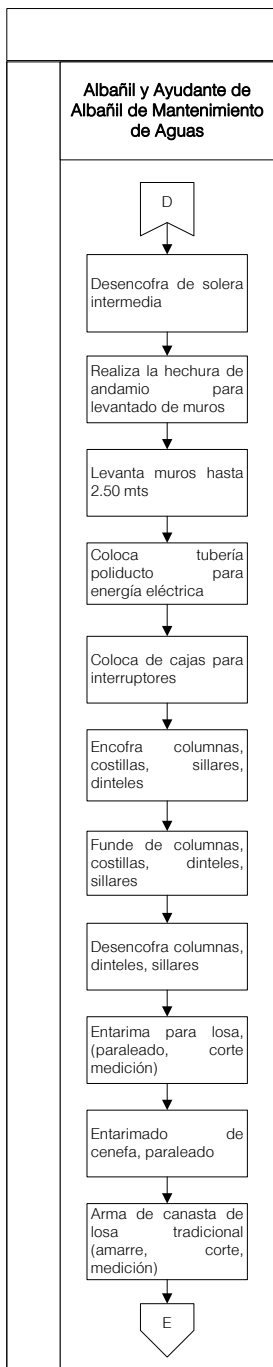 Albañil y Ayudante de
Albañil de Mantenimiento
de Aguas
D
Desencofra de solera
intermedia
Realiza la hechura de
andamio para
levantado de muros
Levanta muros hasta
2.50 mts
Coloca tubería
poliducto para
energía eléctrica
Coloca de cajas para
interruptores
Encofra columnas,
costillas, sillares,
dinteles
Funde de columnas,
costillas, dinteles,
sillares
Desencofra columnas,
dinteles, sillares
Entarima para losa,
(paraleado, corte
medición)
Entarimado de
cenefa, paraleado
Arma de canasta de
losa tradicional
(amarre, corte,
medición)
E